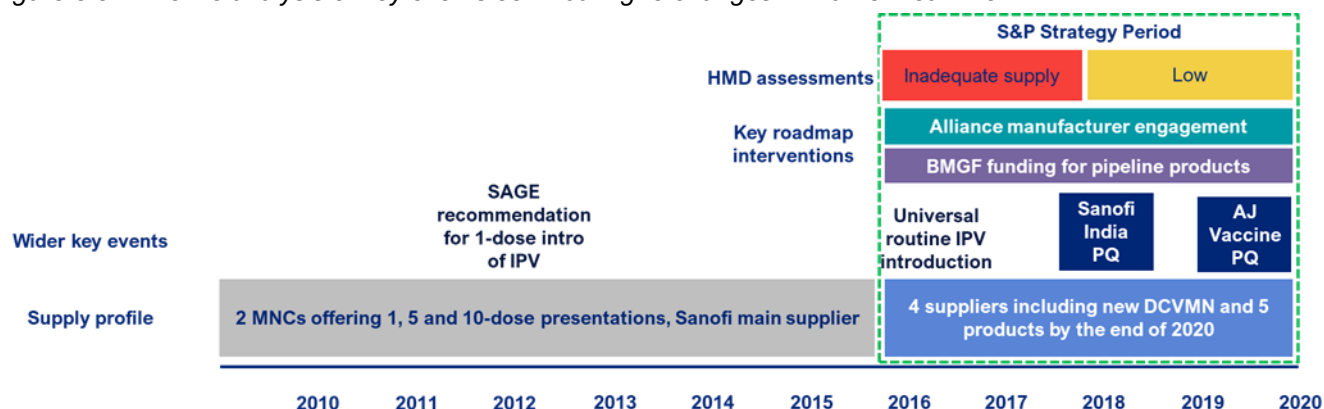 S&P Strategy Period
HMD assessments
Inadequate supply
Low
Key roadmap
interventions
Alliance manufacturer engagement
BMGF funding for pipeline products
Wider key events
SAGE
recommendation
for 1-dose intro
of IPV
Universal
routine IPV
introduction
Sanofi
India
PQ
AJ
Vaccine
PQ
Supply profile
2 MNCs offering 1, 5 and 10-dose presentations, Sanofi main supplier
4 suppliers including new DCVMN and 5
products by the end of 2020
2010 2011 2012 2013 2014 2015 2016 2017 2018 2019 2020